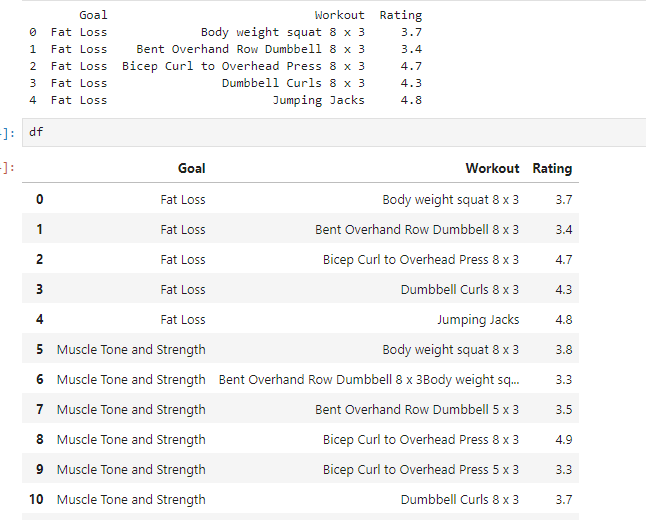 Goal Workout Rating
0 Fat Loss Body weight squat 8 x 3 3.7
1 Fat Loss Bent Overhand Row Dumbbell 8 x 3 3.4
2 Fat Loss Bicep Curl to Overhead Press 8 x 3 4.7
3 Fat Loss Dumbbell Curls 8 x 3 4.3
4 Fat Loss Jumping Jacks 4.8
]: df
]: Goal Workout Rating
0 Fat Loss Body weight squat 8 x 3 3.7
1 Fat Loss Bent Overhand Row Dumbbell 8 x 3 3.4
2 Fat Loss Bicep Curl to Overhead Press 8 x 3 4.7
3 Fat Loss Dumbbell Curls 8 x 3 4.3
4 Fat Loss Jumping Jacks 4.8
5 Muscle Tone and Strength Body weight squat 8 x 3 3.8
6 Muscle Tone and Strength Bent Overhand Row Dumbbell 8 x 3Body weight sq... 3.3
7 Muscle Tone and Strength Bent Overhand Row Dumbbell 5 x 3 3.5
8 Muscle Tone and Strength Bicep Curl to Overhead Press 8 x 3 4.9
9 Muscle Tone and Strength Bicep Curl to Overhead Press 5 x 3 3.3
10 Muscle Tone and Strength Dumbbell Curls 8 x 3 3.7